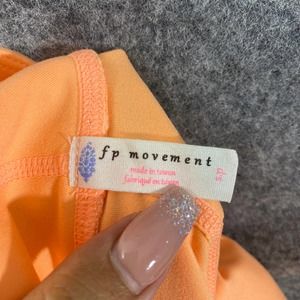 fp movement
made in taiwan
fabriqué en taiwan